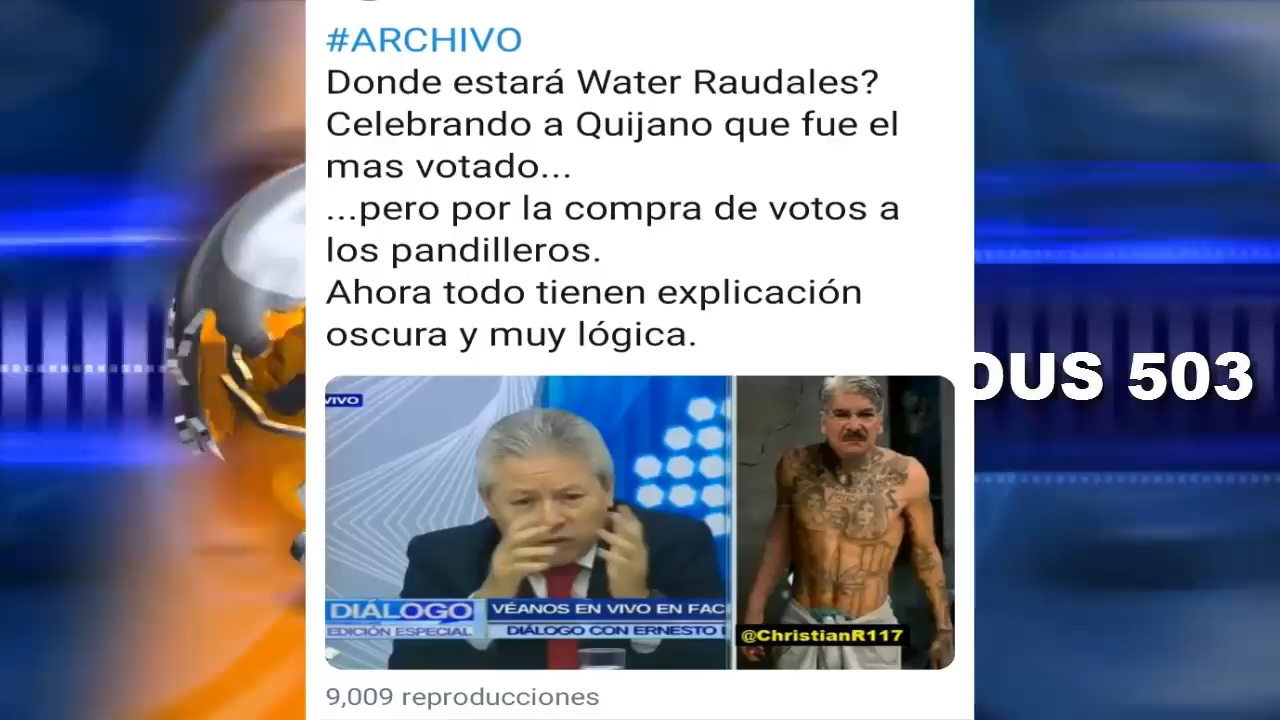 #ARCHIVO
Donde estará Water Raudales?
Celebrando a Quijano que fue el
mas votado...
...pero por la compra de votos a
los pandilleros.
Ahora todo tienen explicación
oscura y muy lógica.
OUS 503
VIVO
DIÁLOGO
VÉANOS EN VIVO EN FAC
EDICIÓN ESPECIAL
DIÁLOGO CON ERNESTO
@ChristianR117
9,009 reproducciones